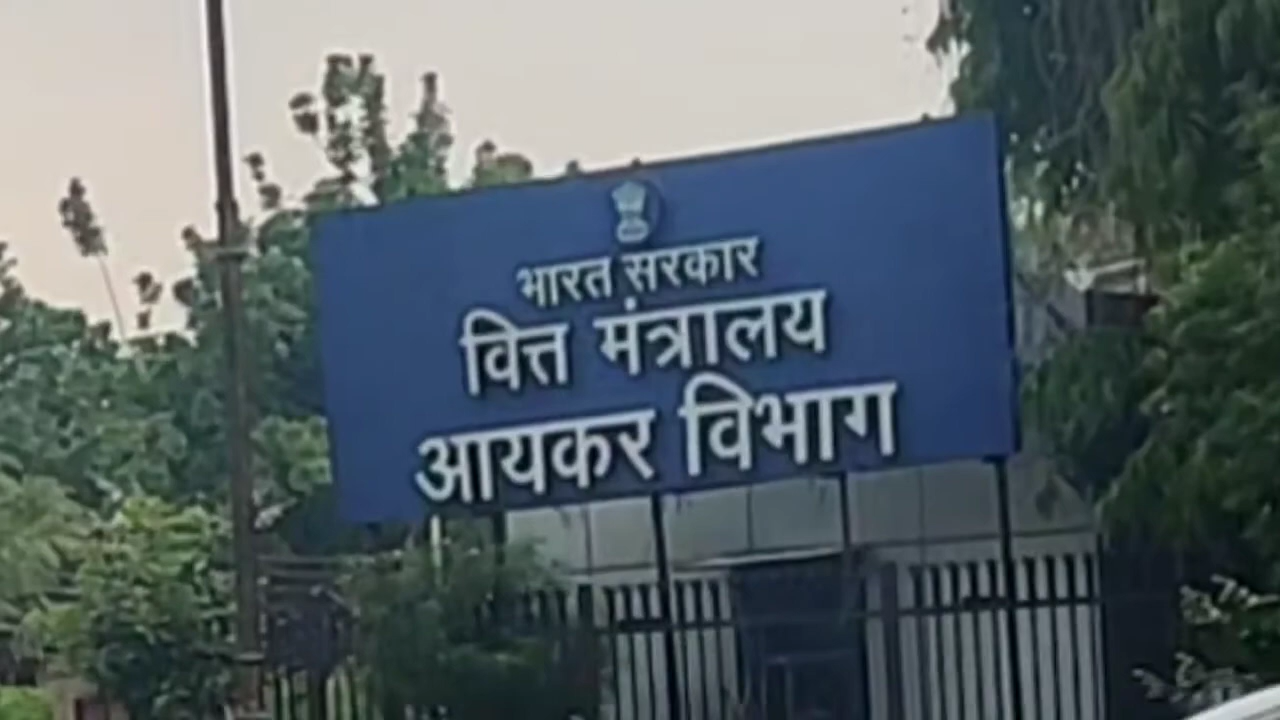 भारत सरकार
वित्त मंत्रालय
आयकर विभाग